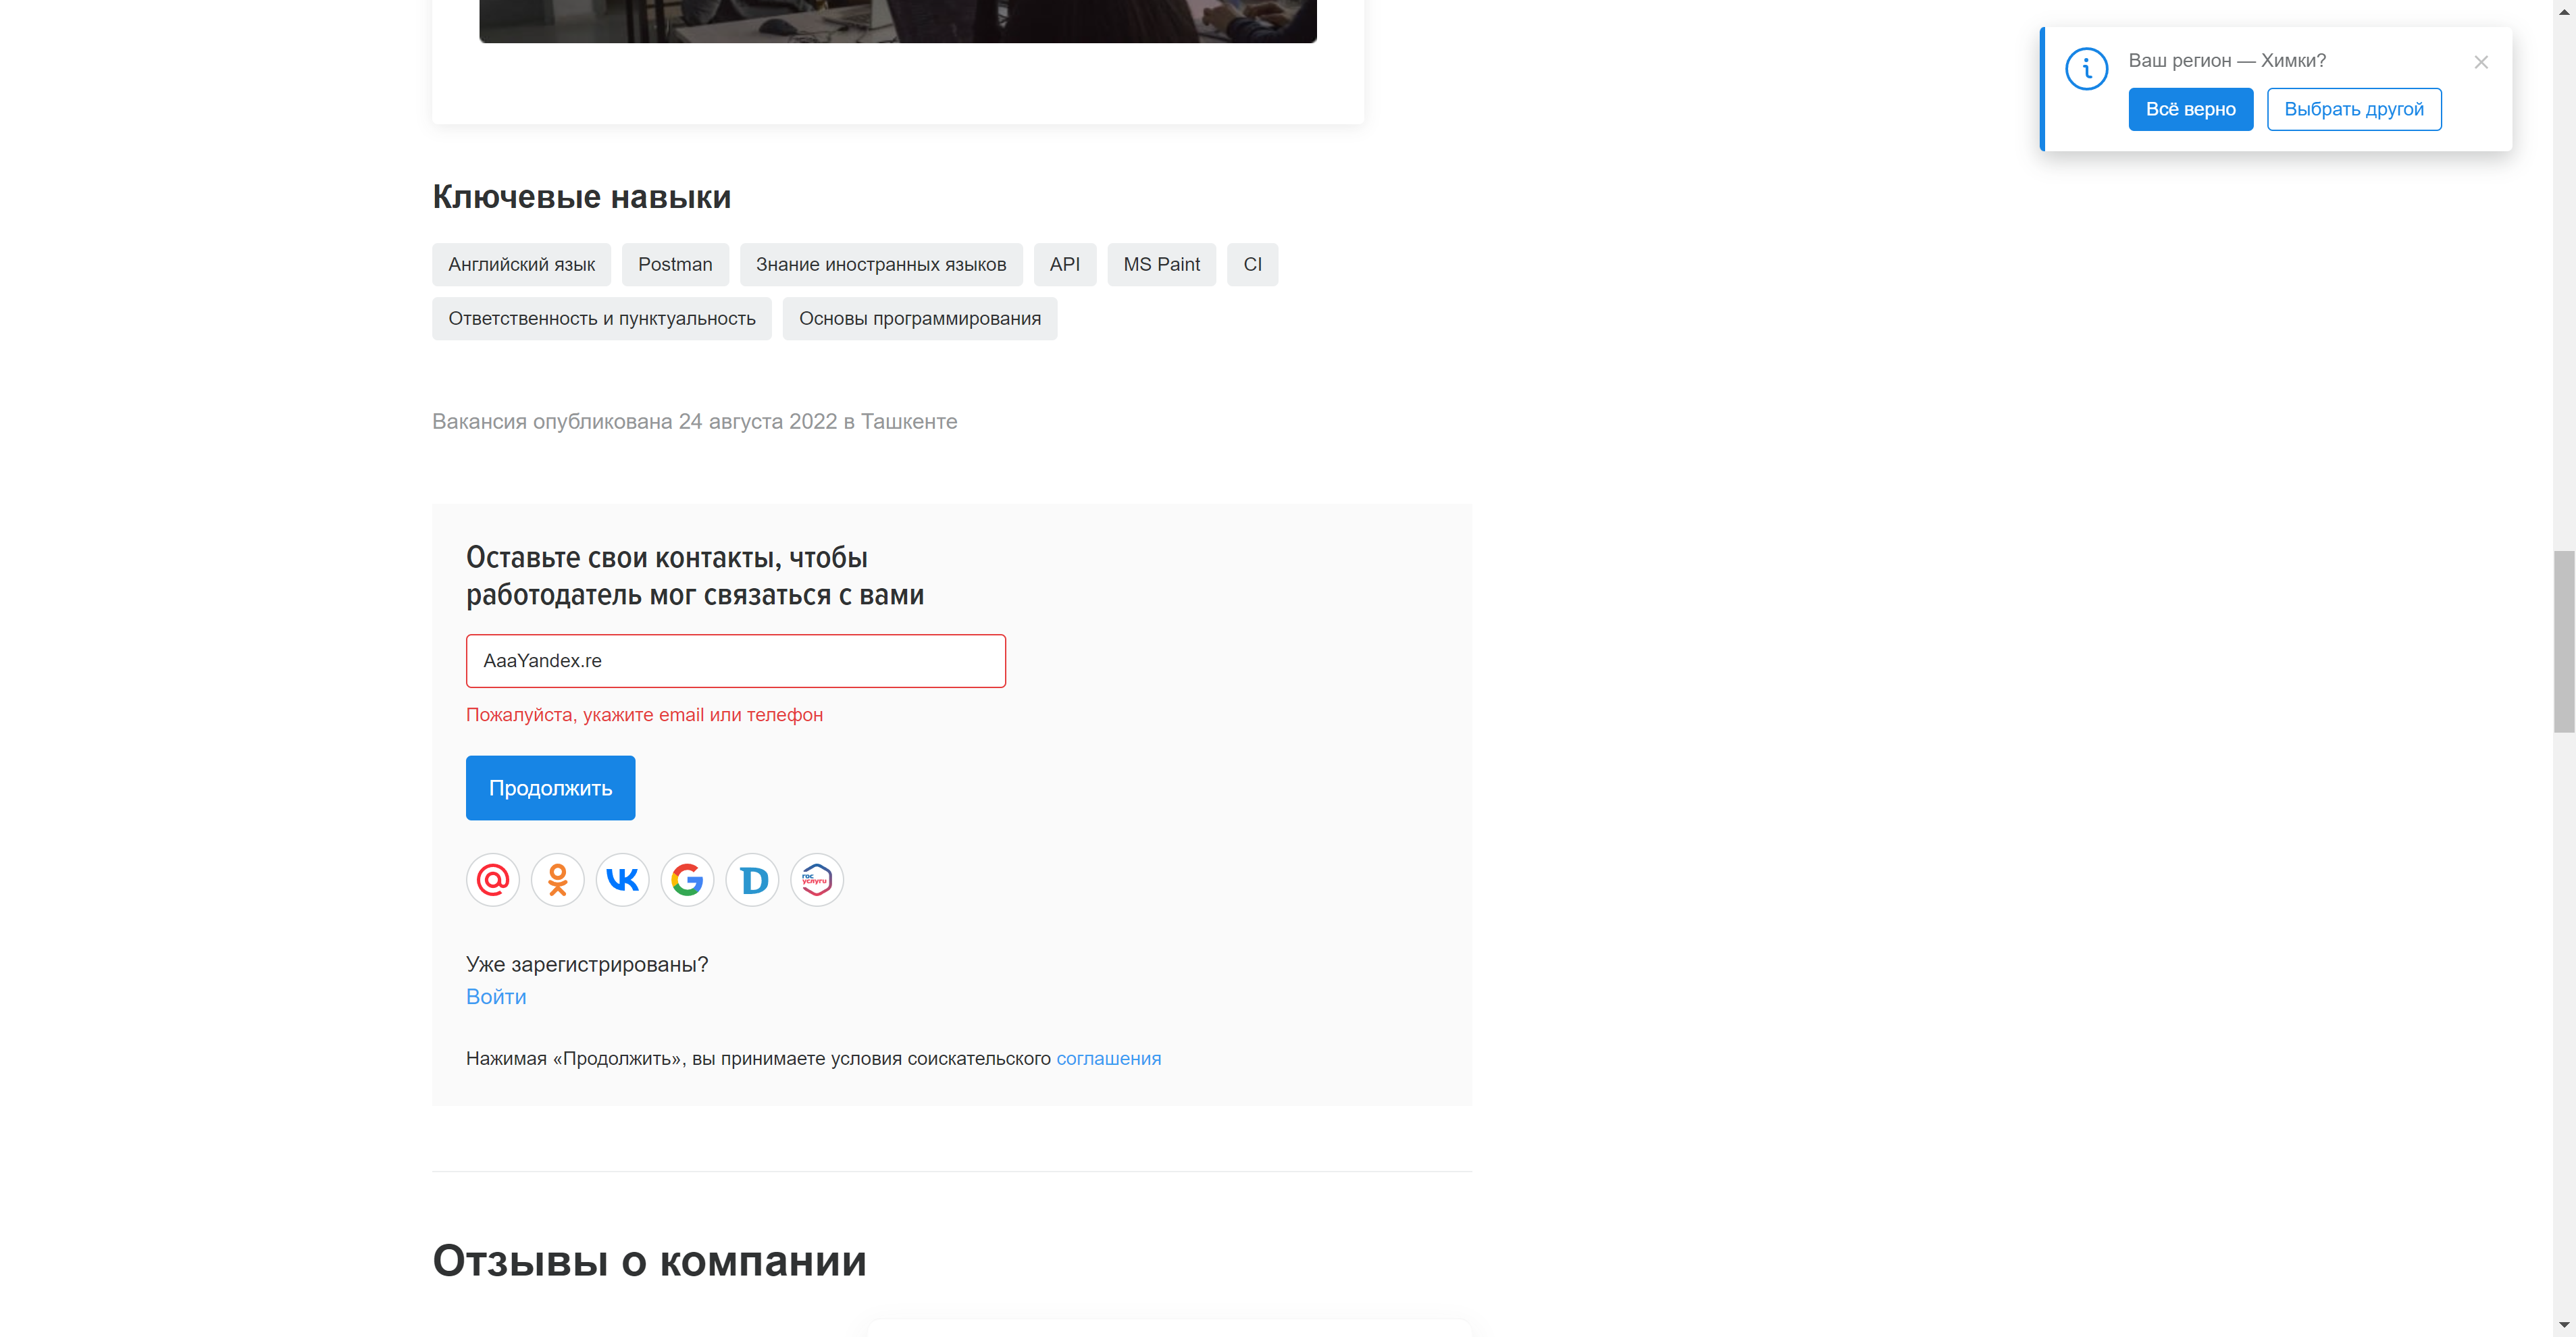 Ваш регион — Химки?
Всё верно Выбрать другой
Ключевые навыки
Английский язык Postman Знание иностранных языков API MS Paint CI
Ответственность и пунктуальность Основы программирования
Вакансия опубликована 24 августа 2022 в Ташкенте
Оставьте свои контакты, чтобы
работодатель мог связаться с вами
AaaYandex.re
Пожалуйста, укажите email или телефон
Продолжить
гос
услуги
Уже зарегистрированы?
Войти
Нажимая «Продолжить», вы принимаете условия соискательского соглашения
Отзывы о компании